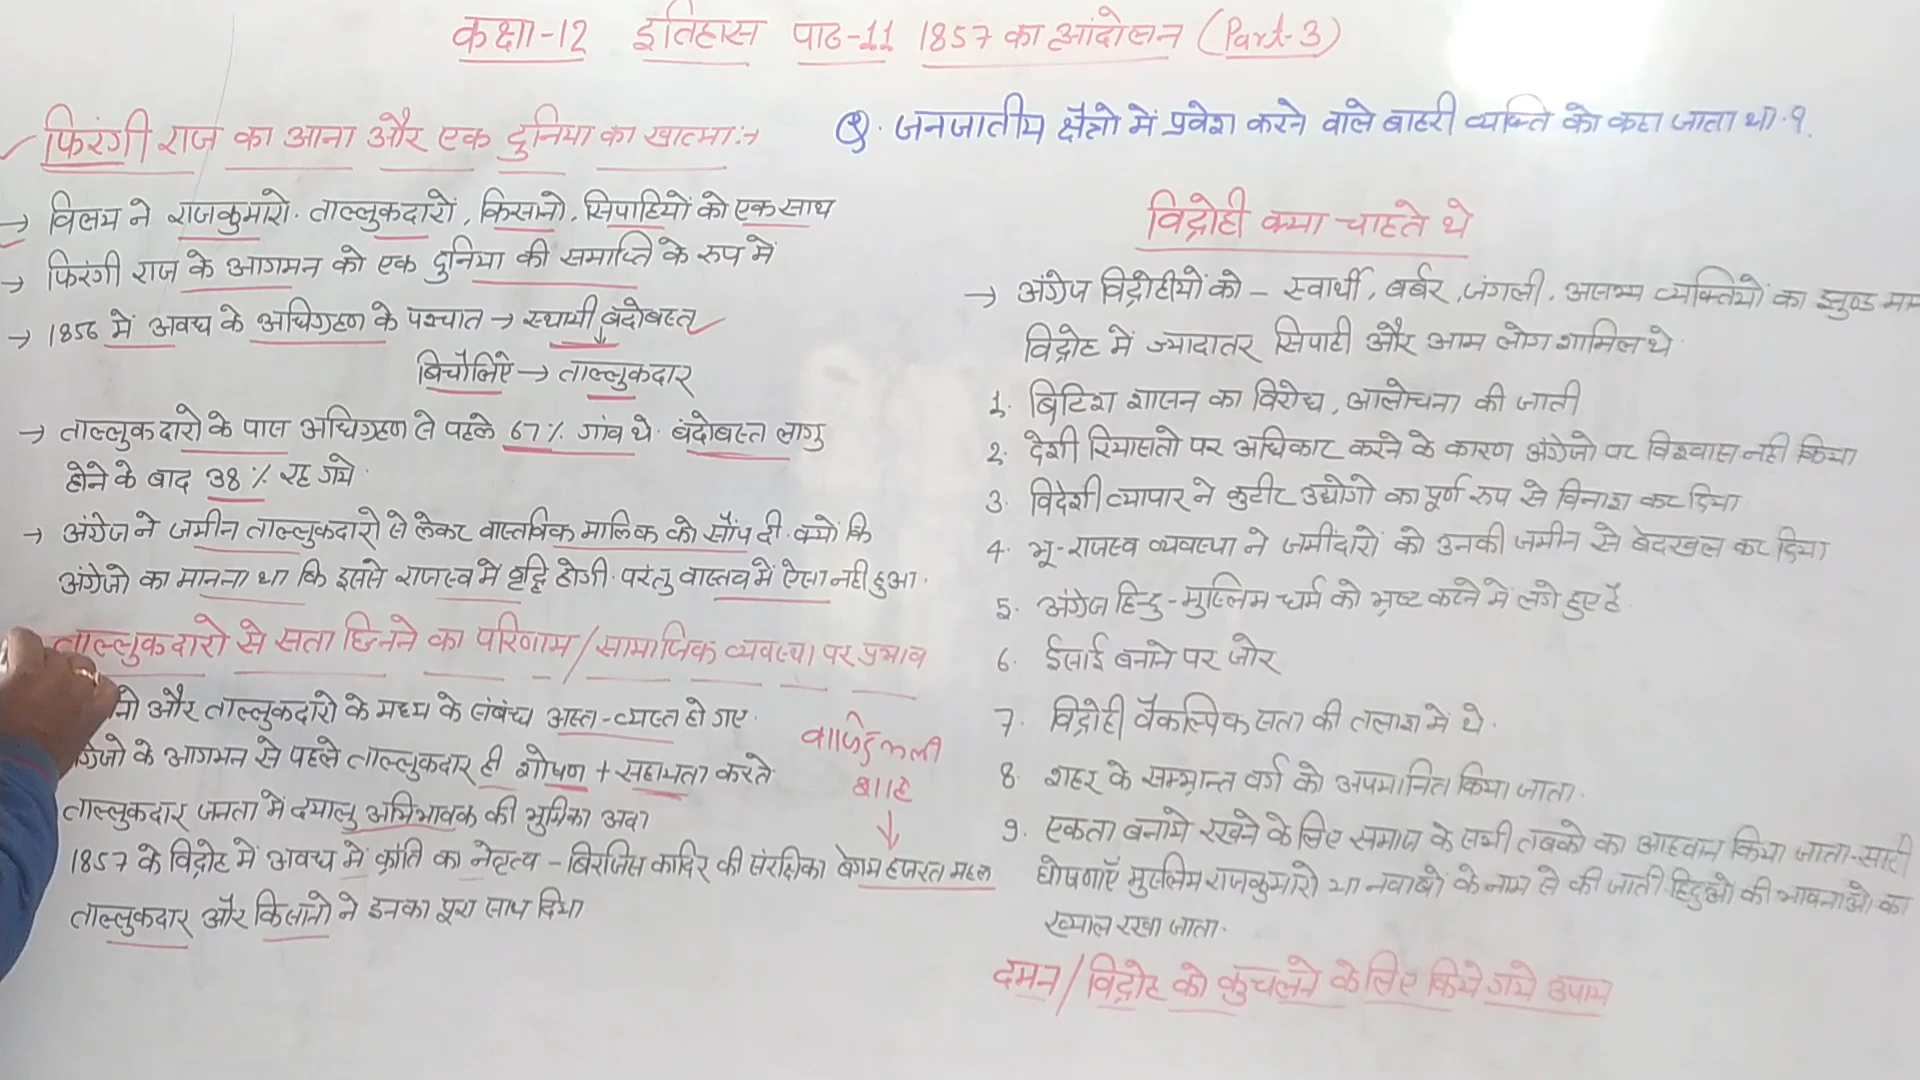 कक्षा-12 इतिहास पाठ-11 1857 का आंदोलन (Part-3)
फिरंगी राज का आना और एक दुनिया का खात्मा:→
→ विलय ने राजकुमारो. ताल्लुकदारों, किसानो, सिपाहियों को एक साथ
→ फिरंगी राज के आगमन को एक दुनिया की समाप्ति के रुप में
→ 1856 में अवध के अधिग्रहण के पश्चात → स्थायी बंदोबस्त
बिचौलिए → ताल्लुकदार
→ ताल्लुकदारो के पास अधिग्रहण से पहले 67% गांव थे. बंदोबस्त लागु
होने के बाद 38% रह गये.
→ अंग्रेज ने जमीन ताल्लुकदारो से लेकर वास्तविक मालिक को सौंप दी. क्यों कि
अंग्रेजो का मानना था कि इससे राजस्व में वृद्धि होगी. परंतु वास्तव में ऐसा नही हुआ.
ताल्लुकदारो से सता छिनने का परिणाम/सामाजिक व्यवस्था पर प्रभाव
नो और ताल्लुकदारो के मध्य के संबंध अस्त-व्यस्त हो गए.
ग्रेजो के आगमन से पहले ताल्लुकदार ही शोषण + सहायता करते
ताल्लुकदार जनता में दयालु अभिभावक की भुमिका अदा
1857 के विद्रोह में अवध में क्रांति का नेतृत्व - बिरजिस कादिर की संरक्षिका बेगम हजरत महल
ताल्लुकदार और किसानो ने इनका पूरा साथ दिया
वाजिद अली
शाह
↓
Q. जनजातीय क्षेत्रो में प्रवेश करने वाले बाहरी व्यक्ति को कहा जाता था.?
विद्रोही क्या चाहते थे
→ अंग्रेज विद्रोहीयों को - स्वार्थी, बर्बर, जंगली, असभ्य व्यक्तियों का झुण्ड मान
विद्रोह में ज्यादातर सिपाही और आम लोग शामिल थे.
1. ब्रिटिश शासन का विरोध, आलोचना की जाती
2. देशी रियासतो पर अधिकार करने के कारण अंग्रेजो पर विश्वास नही किया
3. विदेशी व्यापार ने कुटीर उद्योगो का पूर्ण रुप से विनाश कर दिया
4. भू-राजस्व व्यवस्था ने जमींदारों को उनकी जमीन से बेदखल कर दिया
5. अंग्रेज हिन्दु-मुस्लिम धर्म को भ्रष्ट करने में लगे हुए है.
6. ईसाई बनाने पर जोर
7. विद्रोही वैकल्पिक सता की तलाश में थे.
8 शहर के सम्भ्रान्त वर्ग को अपमानित किया जाता.
9. एकता बनाये रखने के लिए समाज के सभी तबको का आहवान किया जाता-सारी
घोषणाएँ मुस्लिम राजकुमारो या नवाबो के नाम से की जाती. हिदुओ की भावनाओ का
ख्याल रखा जाता.
दमन/विद्रोह को कुचलने के लिए किये गये उपाय